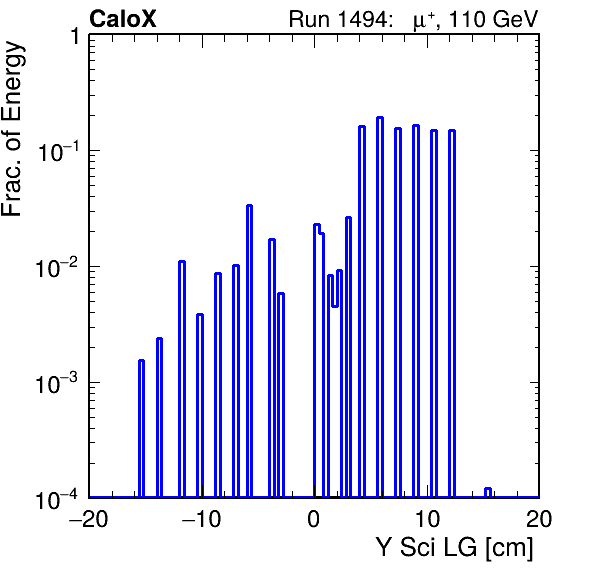 CaloX Run 1494: μ⁺, 110 GeV
Frac. of Energy
1
10⁻¹
10⁻²
10⁻³
10⁻⁴
−20 −10 0 10 20
Y Sci LG [cm]